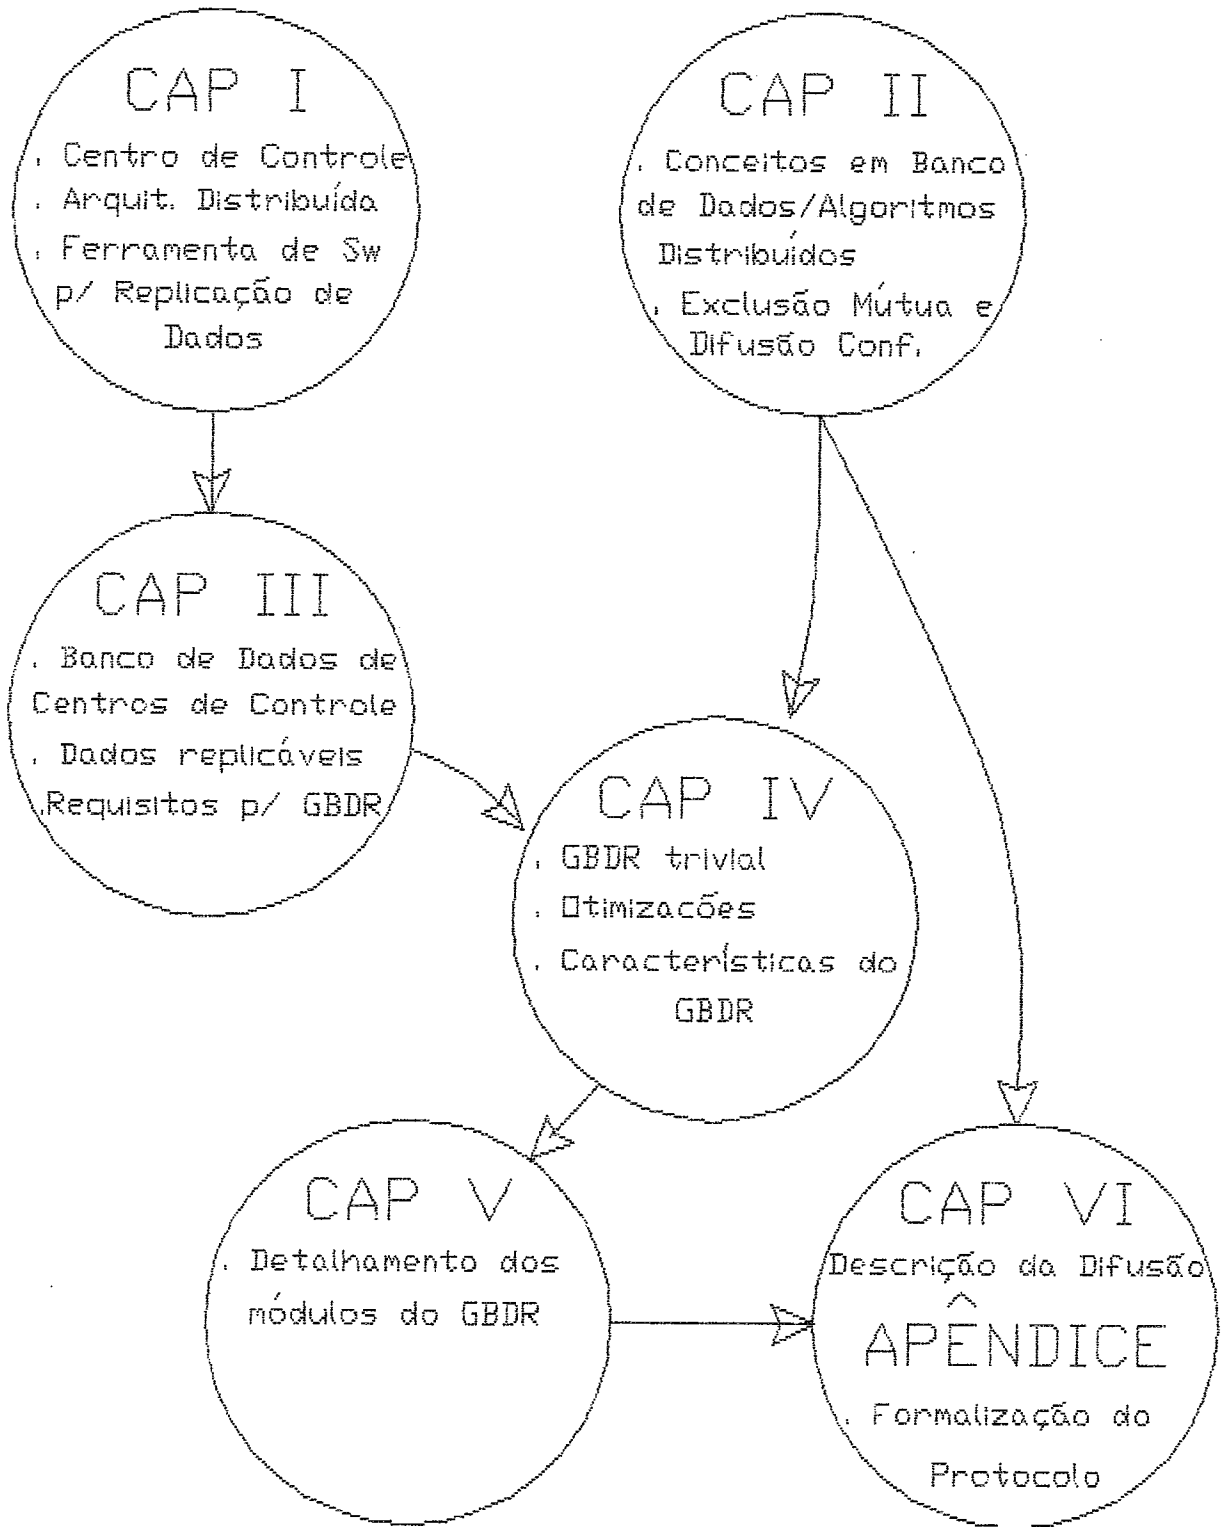 CAP I
. Centro de Controle
. Arquit. Distribuída
. Ferramenta de Sw
p/ Replicação de
Dados
CAP II
. Conceitos em Banco
de Dados/Algoritmos
Distribuídos
. Exclusão Mútua e
Difusão Conf.
CAP III
. Banco de Dados de
Centros de Controle
. Dados replicáveis
.Requisitos p/ GBDR
CAP IV
. GBDR trivial
. Otimizacões
. Características do
GBDR
CAP V
. Detalhamento dos
módulos do GBDR
CAP VI
Descrição da Difusão
APÊNDICE
. Formalização do
Protocolo